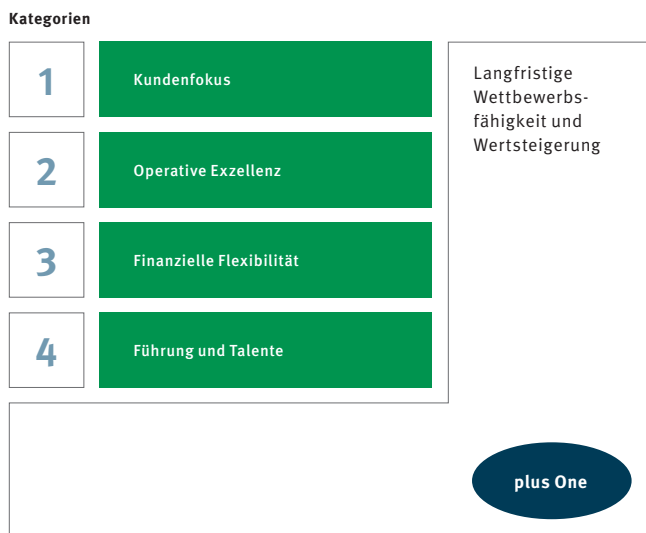 Kategorien
1
Kundenfokus
2
Operative Exzellenz
3
Finanzielle Flexibilität
4
Führung und Talente
Langfristige
Wettbewerbs-
fähigkeit und
Wertsteigerung
plus One